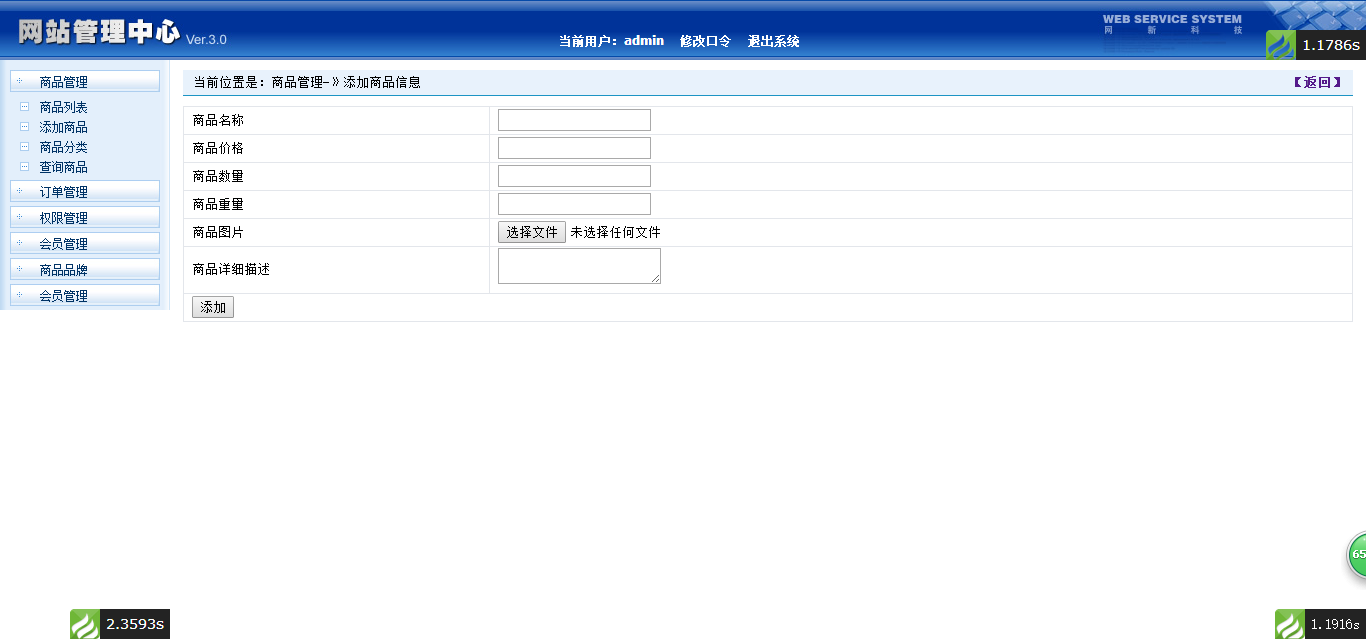 网站管理中心 Ver.3.0
当前用户：admin 修改口令 退出系统
WEB SERVICE SYSTEM
网 新 科 技
1.1786s
商品管理
商品列表
添加商品
商品分类
查询商品
订单管理
权限管理
会员管理
商品品牌
会员管理
当前位置是：商品管理-》添加商品信息
【返回】
商品名称
商品价格
商品数量
商品重量
商品图片 选择文件 未选择任何文件
商品详细描述
添加
65
2.3593s
1.1916s